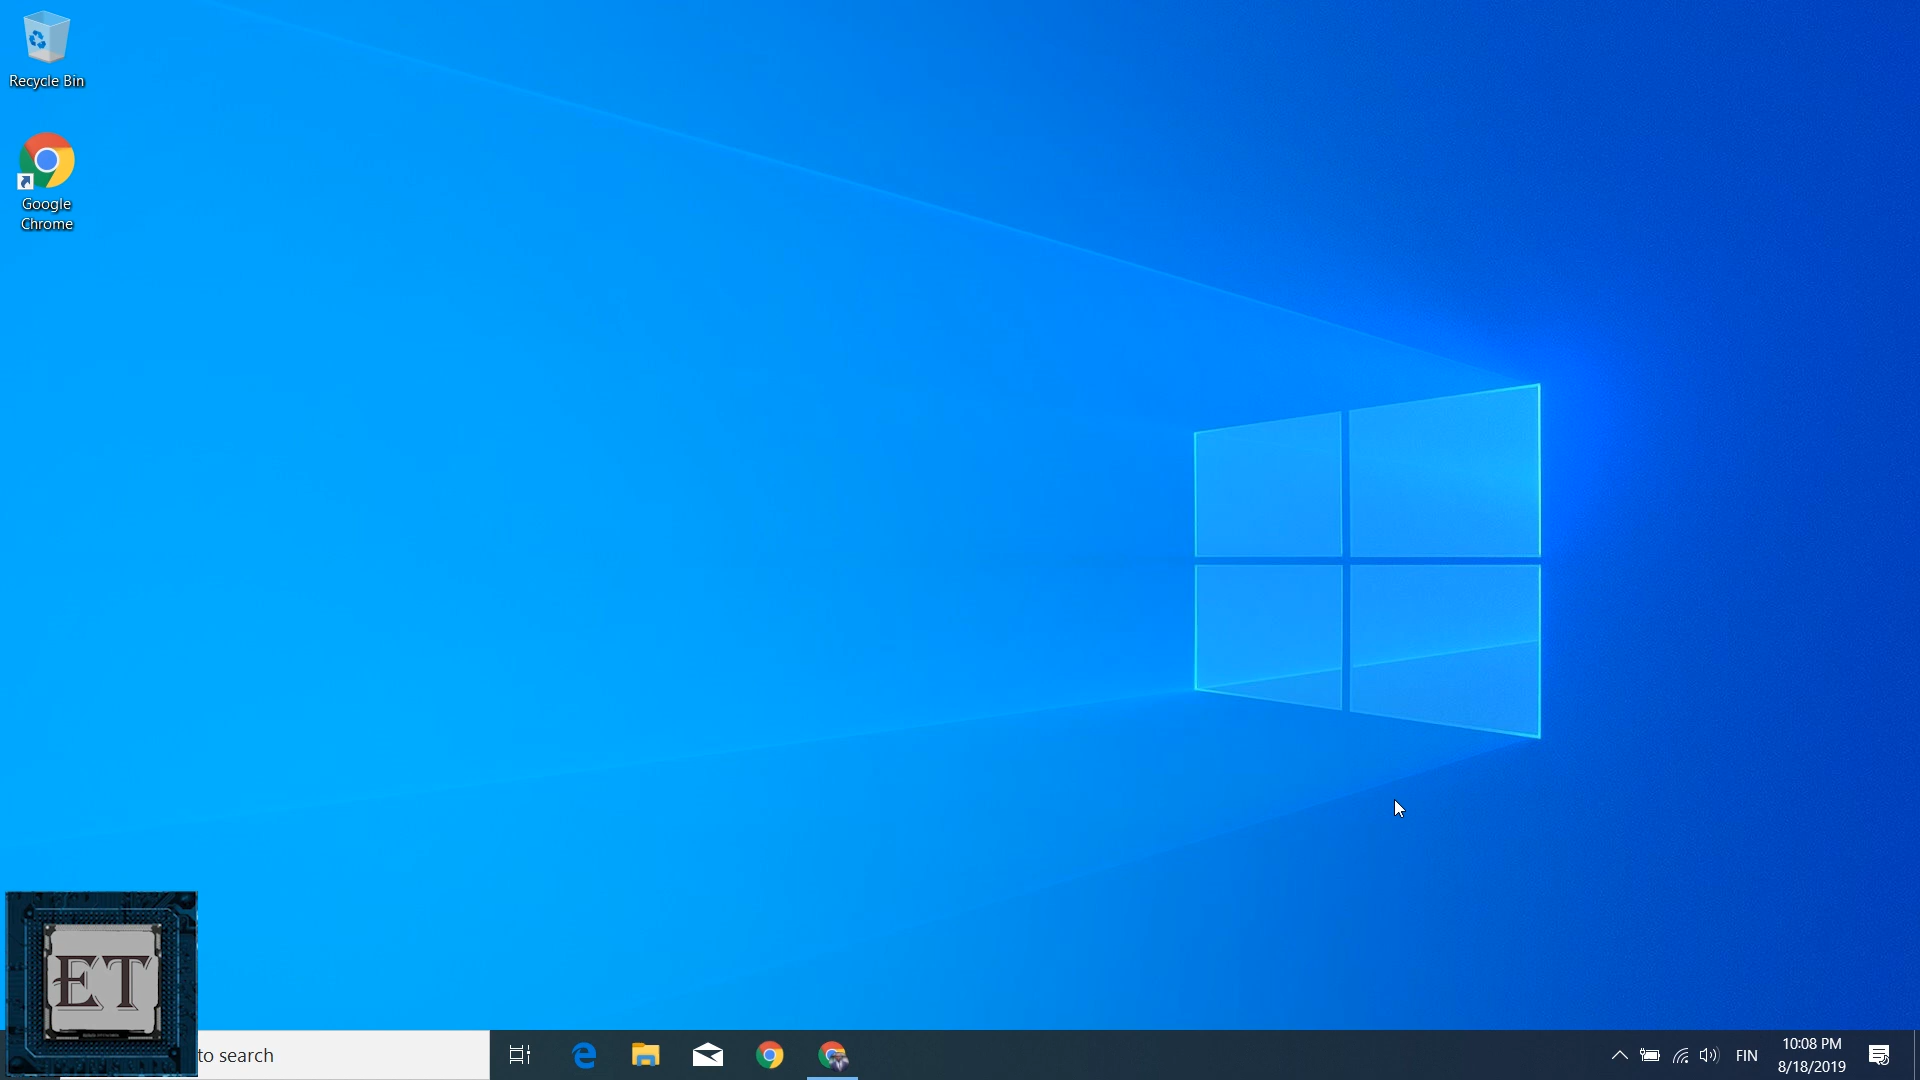 Recycle Bin
Google
Chrome
ET
to search
FIN
10:08 PM
8/18/2019